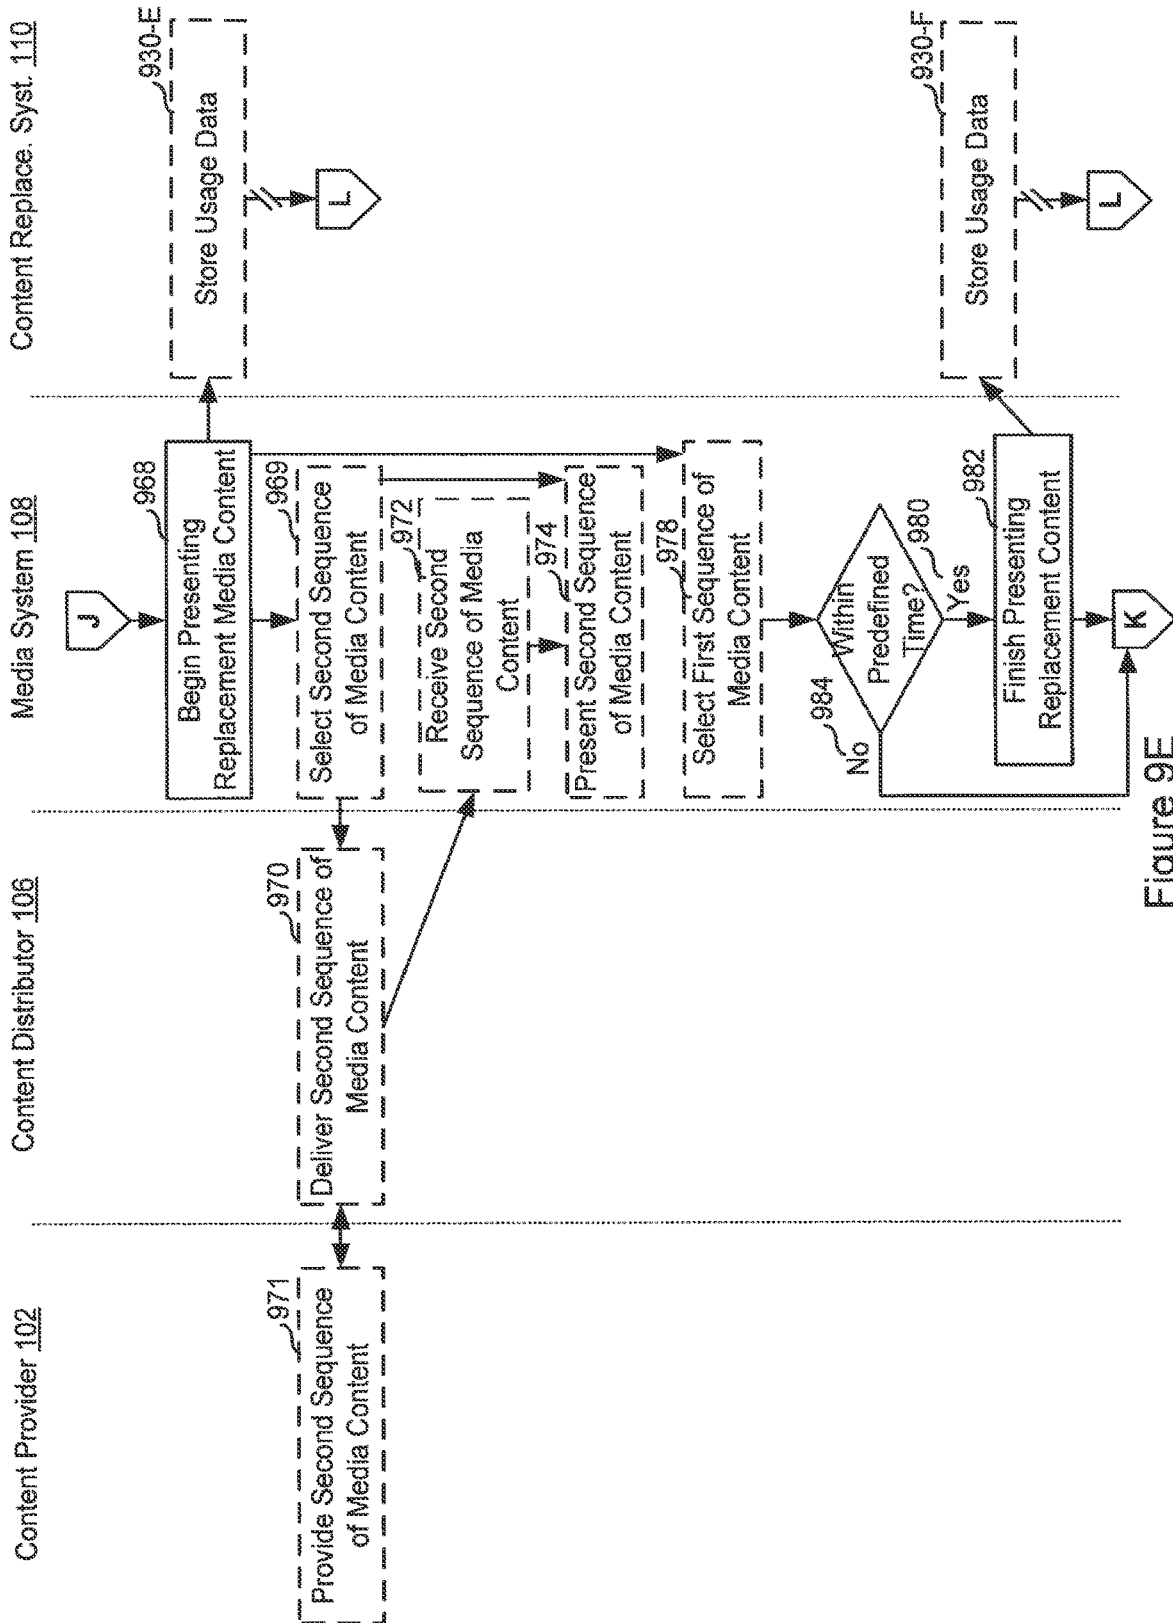 Content Provider 102
Content Distributor 106
Media System 108
Content Replace. Syst. 110
J
968
Begin Presenting
Replacement Media Content
930-E
Store Usage Data
L
971
Provide Second Sequence
of Media Content
970
Deliver Second Sequence of
Media Content
969
Select Second Sequence
of Media Content
972
Receive Second
Sequence of Media
Content
974
Present Second Sequence
of Media Content
978
Select First Sequence of
Media Content
Within
Predefined
Time?
984
No
980
Yes
982
Finish Presenting
Replacement Content
930-F
Store Usage Data
L
K
Figure 9E